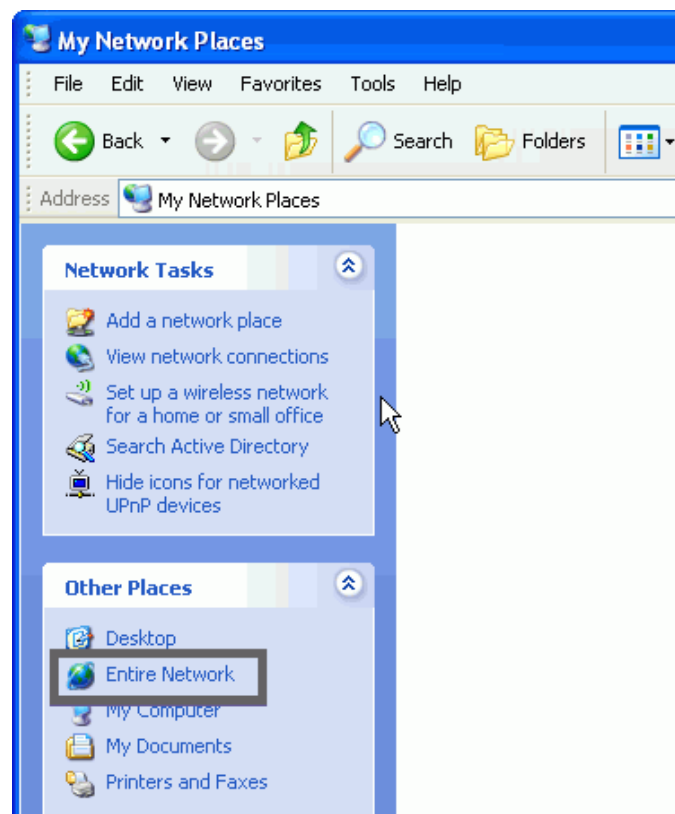 My Network Places
File Edit View Favorites Tools Help
Back Search Folders
Address My Network Places
Network Tasks
Add a network place
View network connections
Set up a wireless network
for a home or small office
Search Active Directory
Hide icons for networked
UPnP devices
Other Places
Desktop
Entire Network
My Computer
My Documents
Printers and Faxes